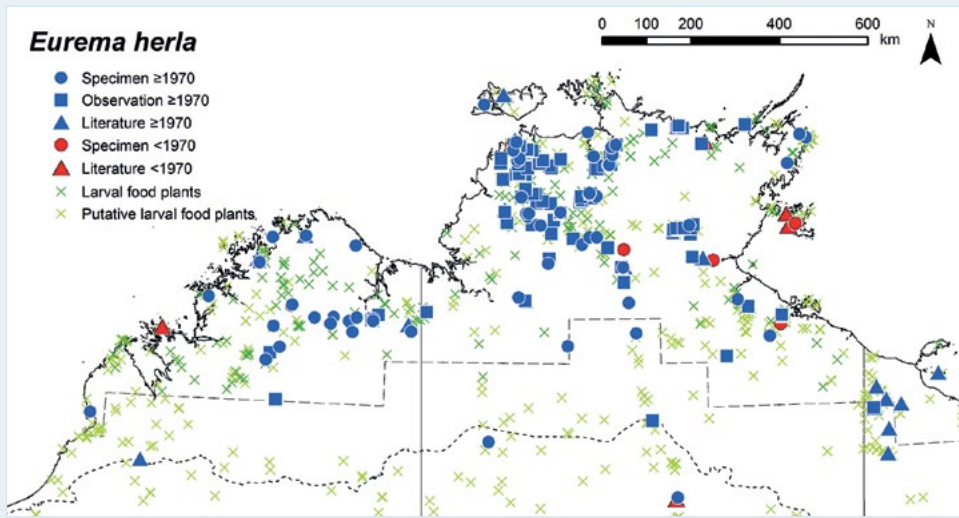 0 100 200 400 600
km
N
Eurema herla
Specimen ≥1970
Observation ≥1970
Literature ≥1970
Specimen <1970
Literature <1970
Larval food plants
Putative larval food plants